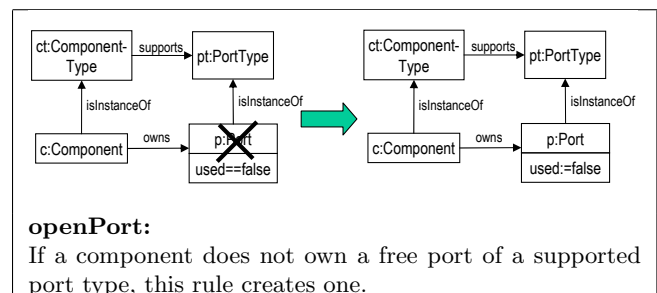 ct:Component-
Type
supports
pt:PortType
isInstanceOf
isInstanceOf
c:Component
owns
p:Port
used==false
ct:Component-
Type
supports
pt:PortType
isInstanceOf
isInstanceOf
c:Component
owns
p:Port
used:=false
openPort:
If a component does not own a free port of a supported
port type, this rule creates one.